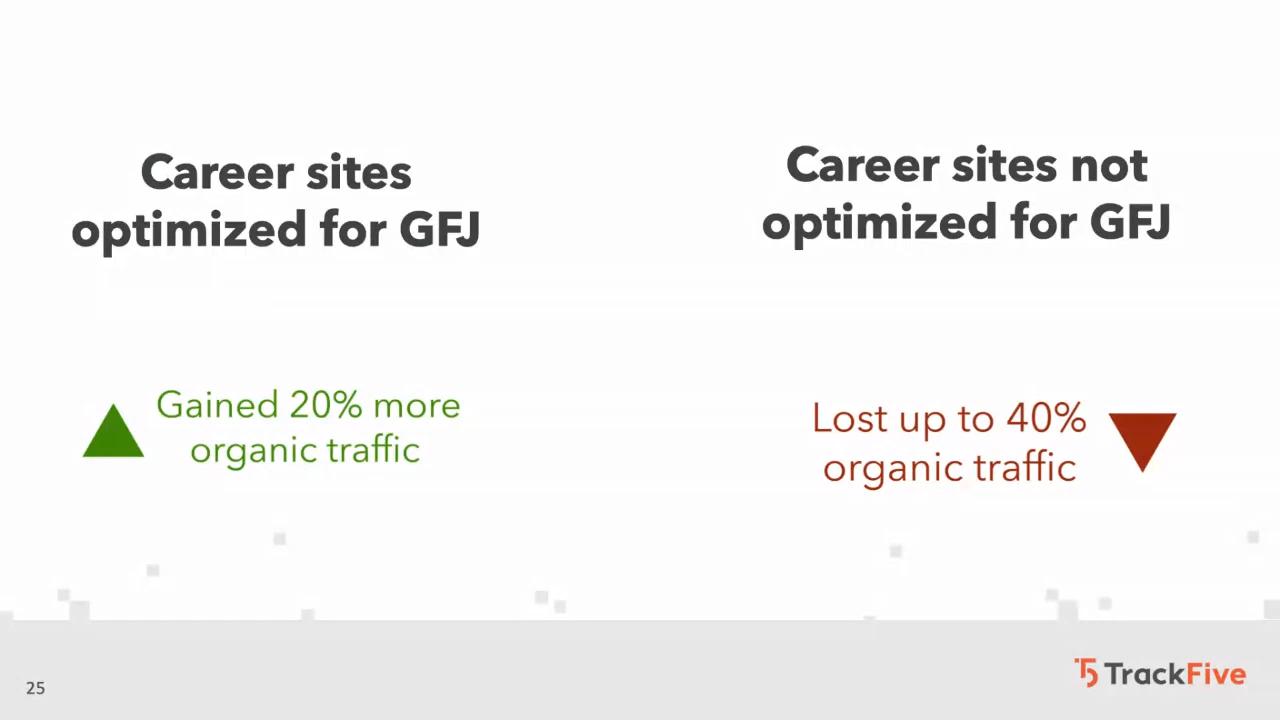 Career sites
optimized for GFJ
Gained 20% more
organic traffic
Career sites not
optimized for GFJ
Lost up to 40%
organic traffic
25
TrackFive